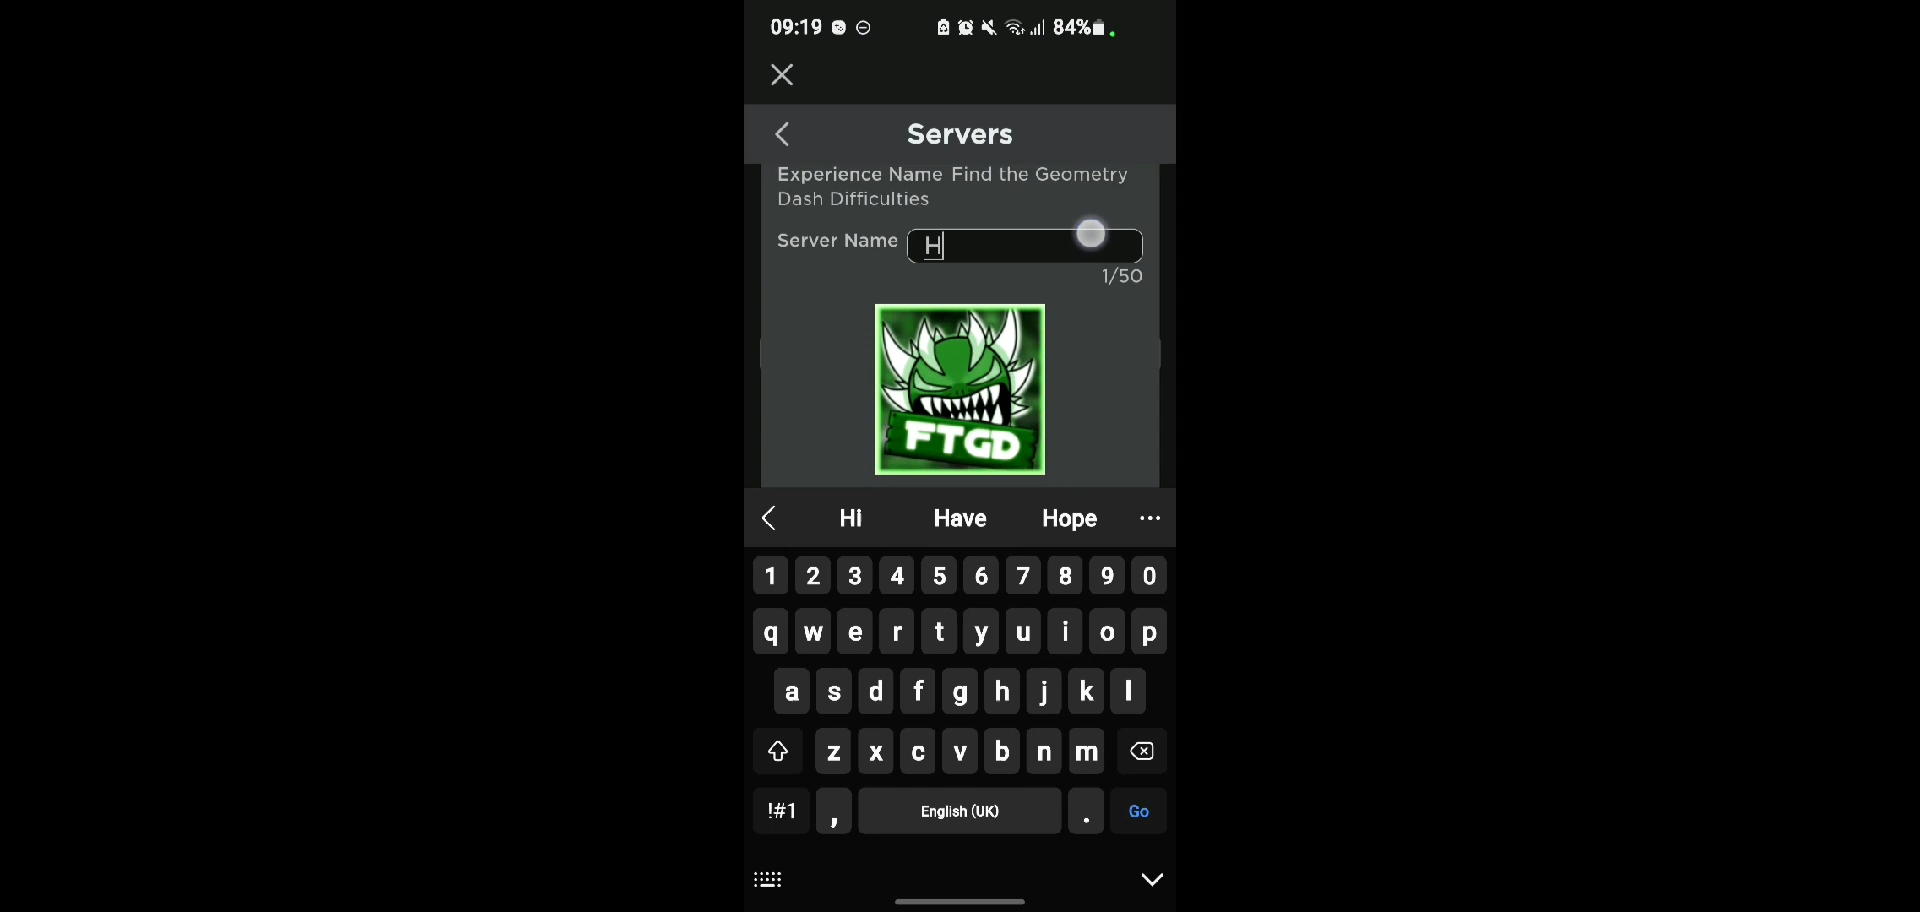 09:19 84%
Servers
Experience Name Find the Geometry
Dash Difficulties
Server Name H
1/50
FTGD
Hi Have Hope ...
1 2 3 4 5 6 7 8 9 0
q w e r t y u i o p
a s d f g h j k l
z x c v b n m
!#1 , English (UK) . Go